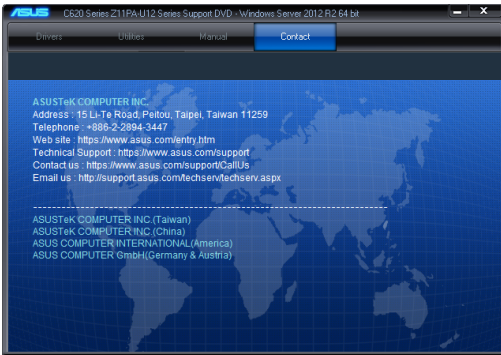 ASUS C620 Series Z11PA-U12 Series Support DVD - Windows Server 2012 R2 64 bit
Drivers Utilities Manual Contact
ASUSTeK COMPUTER INC.
Address : 15 Li-Te Road, Peitou, Taipei, Taiwan 11259
Telephone : +886-2-2894-3447
Web site : https://www.asus.com/entry.htm
Technical Support : https://www.asus.com/support
Contact us : https://www.asus.com/support/CallUs
Email us : http://support.asus.com/techserv/techserv.aspx
ASUSTeK COMPUTER INC.(Taiwan)
ASUSTeK COMPUTER INC.(China)
ASUS COMPUTER INTERNATIONAL(America)
ASUS COMPUTER GmbH(Germany & Austria)